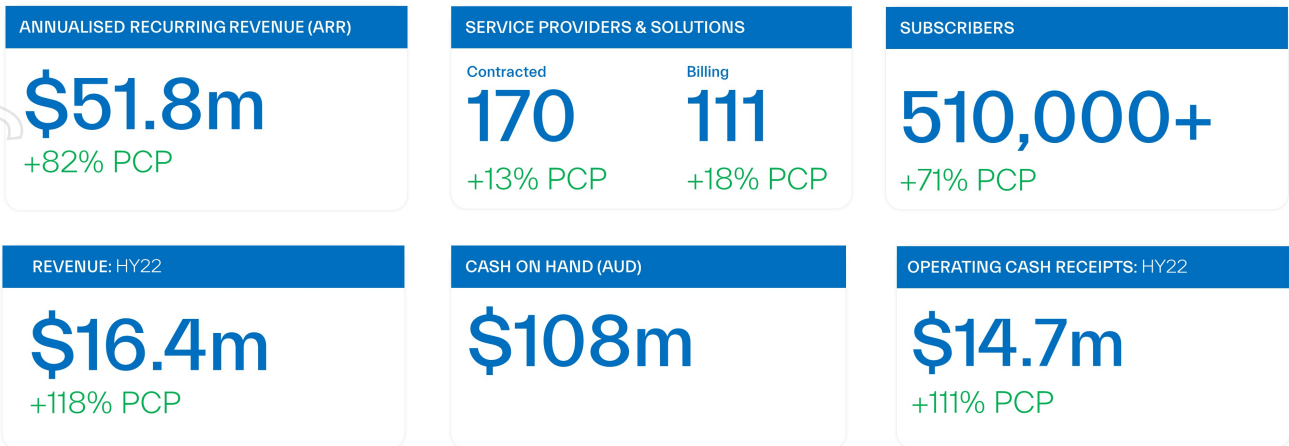 ANNUALISED RECURRING REVENUE (ARR)
$51.8m
+82% PCP
SERVICE PROVIDERS & SOLUTIONS
Contracted
170
+13% PCP
Billing
111
+18% PCP
SUBSCRIBERS
510,000+
+71% PCP
REVENUE: HY22
$16.4m
+118% PCP
CASH ON HAND (AUD)
$108m
OPERATING CASH RECEIPTS: HY22
$14.7m
+111% PCP